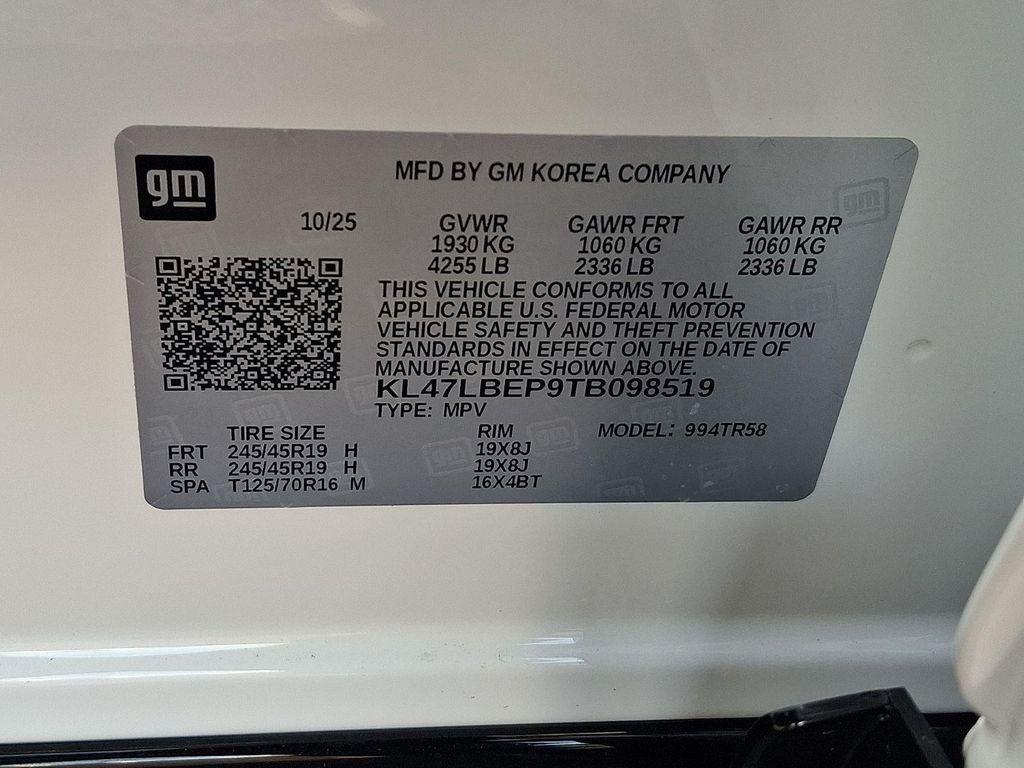 gm
MFD BY GM KOREA COMPANY
10/25 GVWR GAWR FRT GAWR RR
1930 KG 1060 KG 1060 KG
4255 LB 2336 LB 2336 LB
THIS VEHICLE CONFORMS TO ALL
APPLICABLE U.S. FEDERAL MOTOR
VEHICLE SAFETY AND THEFT PREVENTION
STANDARDS IN EFFECT ON THE DATE OF
MANUFACTURE SHOWN ABOVE.
KL47LBEP9TB098519
TYPE: MPV
TIRE SIZE RIM MODEL: 994TR58
FRT 245/45R19 H 19X8J
RR 245/45R19 H 19X8J
SPA T125/70R16 M 16X4BT